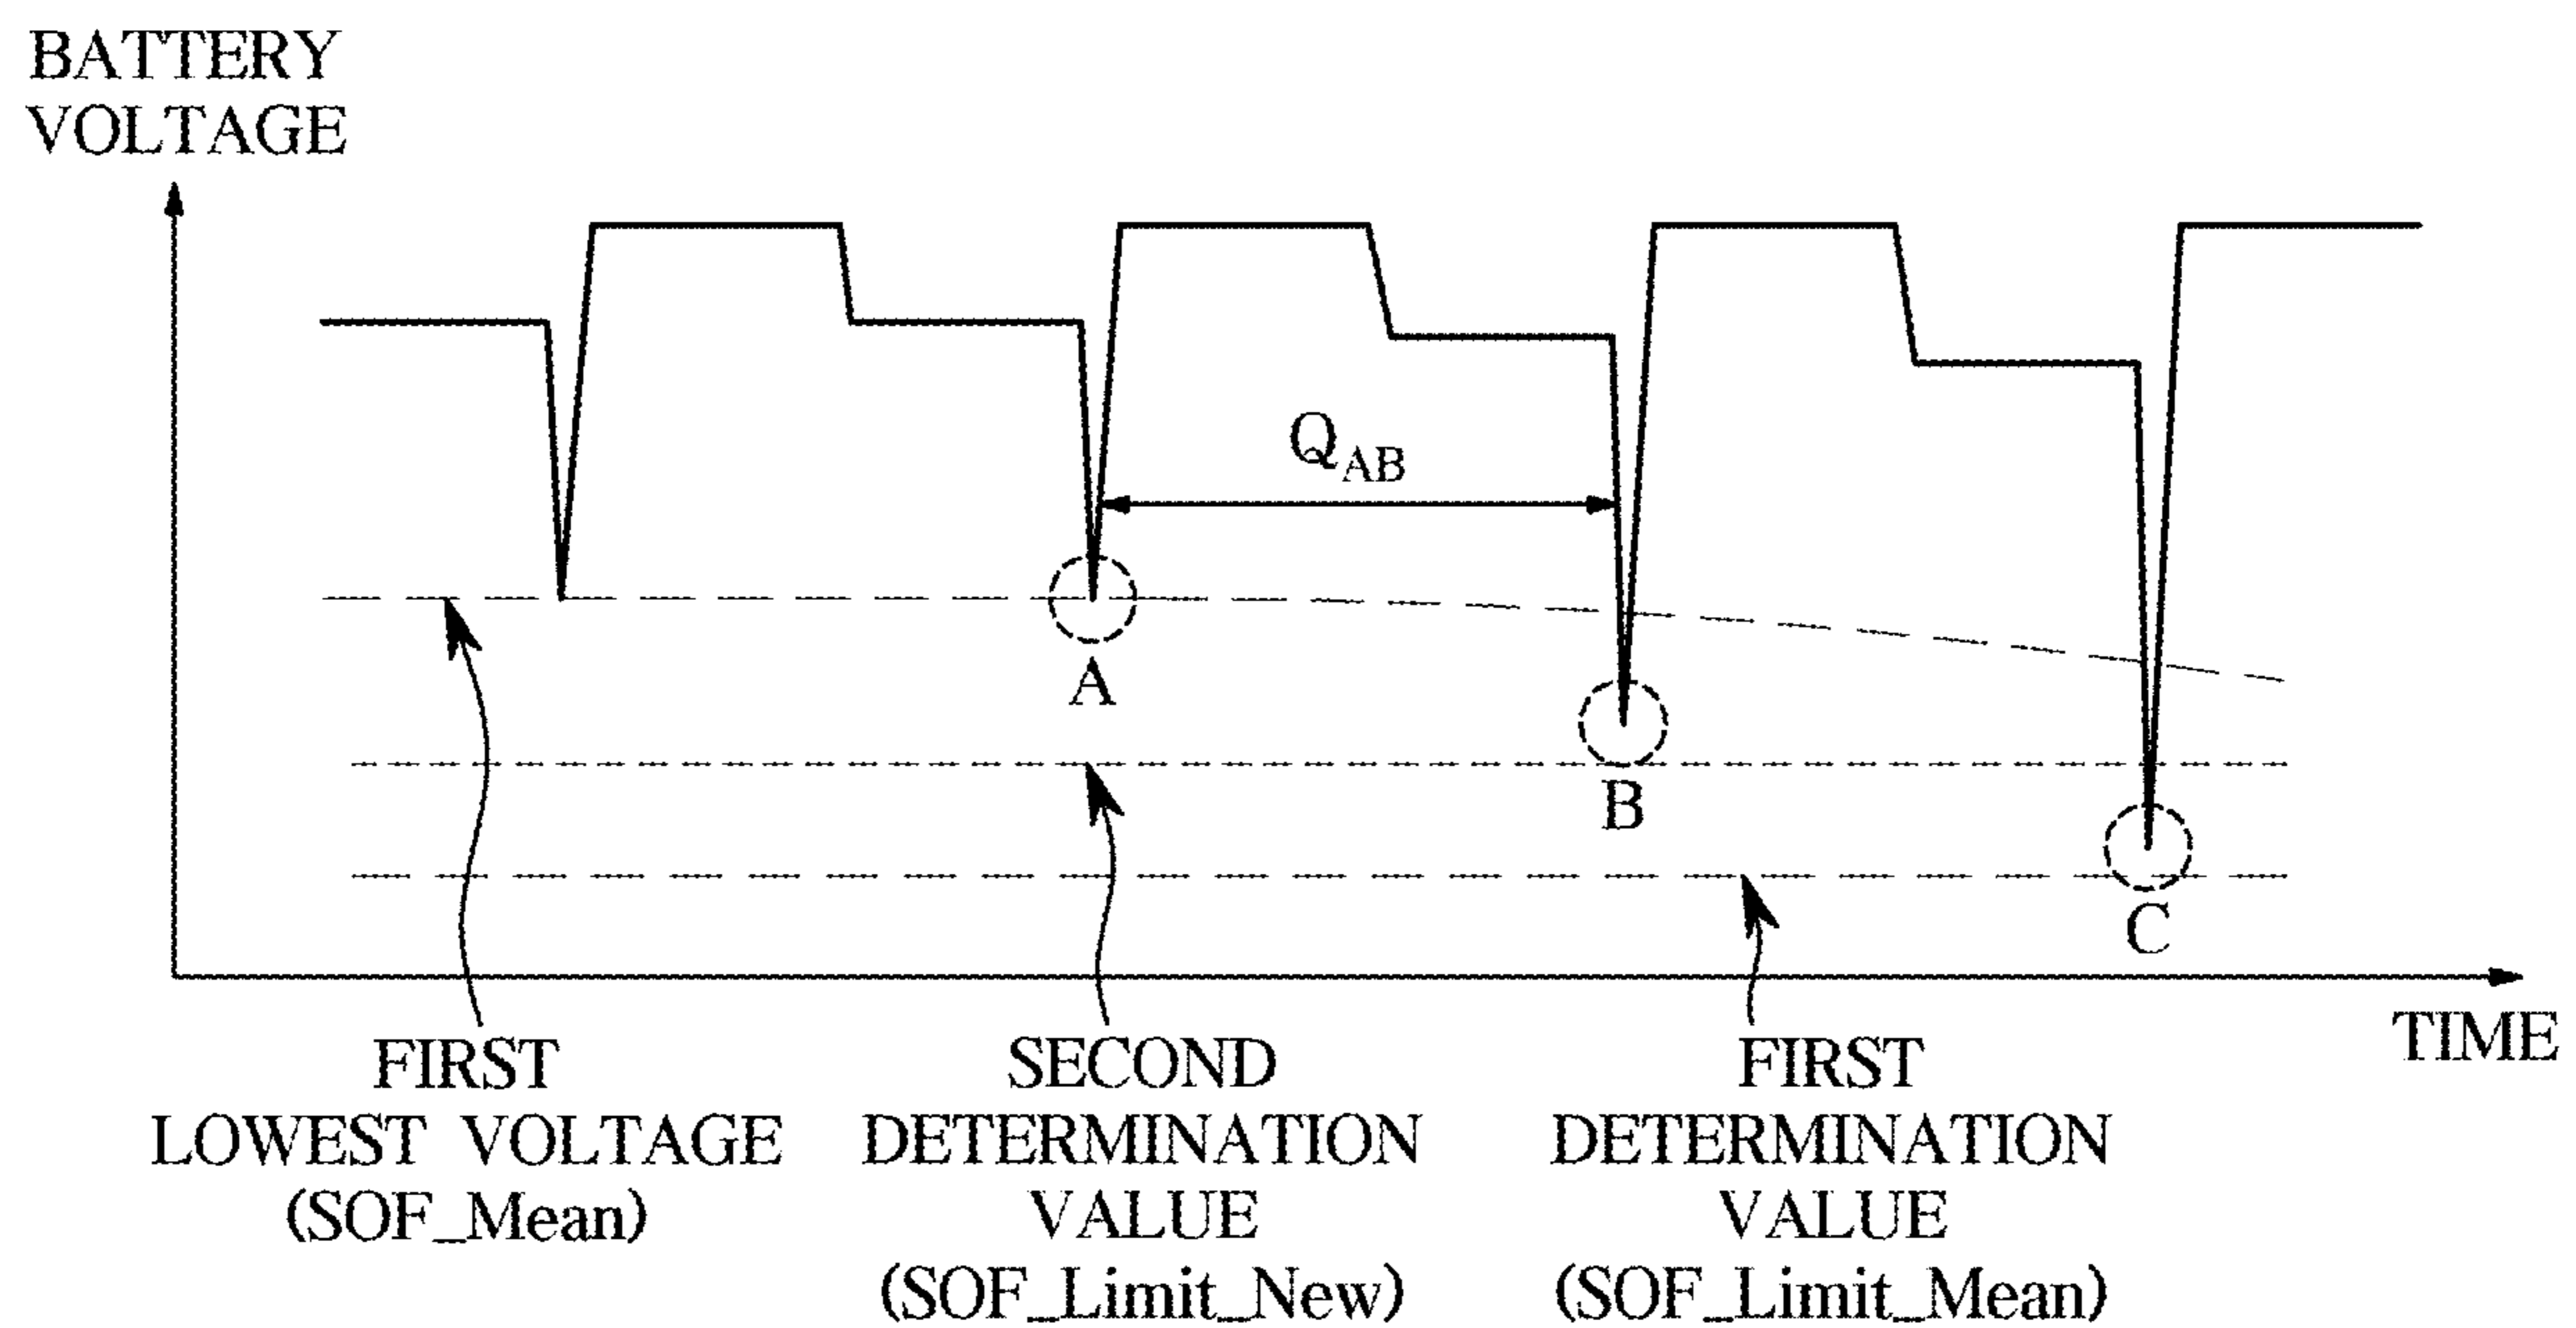 BATTERY
VOLTAGE
Q_AB
A
B
C
TIME
FIRST
LOWEST VOLTAGE
(SOF_Mean)
SECOND
DETERMINATION
VALUE
(SOF_Limit_New)
FIRST
DETERMINATION
VALUE
(SOF_Limit_Mean)